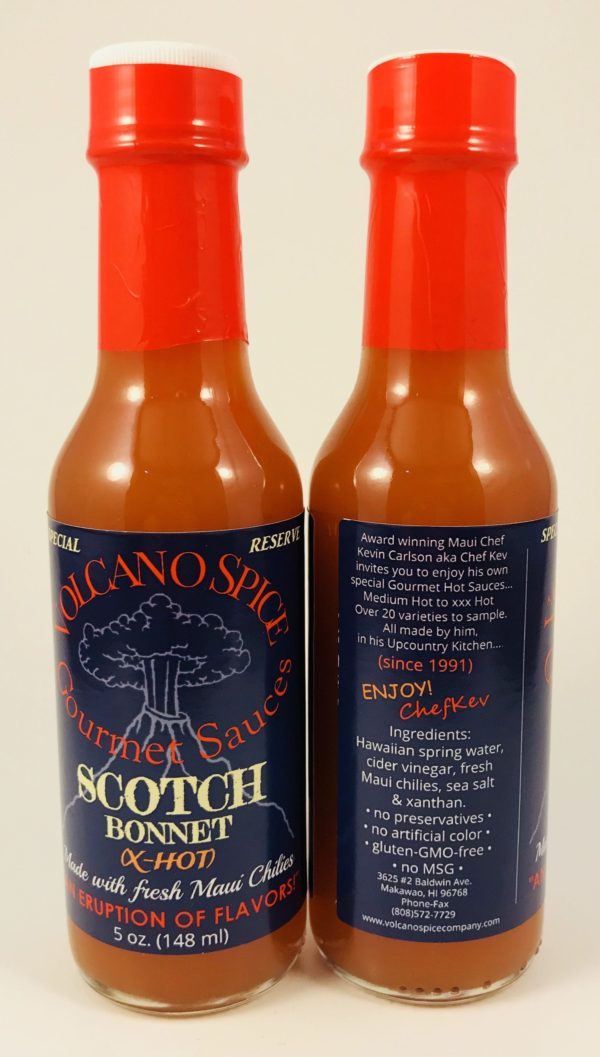 SPECIAL RESERVE
VOLCANO SPICE
Gourmet Sauces
SCOTCH
BONNET
(X-HOT)
Made with fresh Maui Chilies
AN ERUPTION OF FLAVORS!"
5 oz. (148 ml)
Award winning Maui Chef
Kevin Carlson aka Chef Kev
invites you to enjoy his own
special Gourmet Hot Sauces...
Medium Hot to xxx Hot
Over 20 varieties to sample.
All made by him,
in his Upcountry Kitchen...
(since 1991)
ENJOY!
ChefKev
Ingredients:
Hawaiian spring water,
cider vinegar, fresh
Maui chilies, sea salt
& xanthan.
• no preservatives •
• no artificial color •
• gluten-GMO-free •
• no MSG •
3625 #2 Baldwin Ave.
Makawao, HI 96768
Phone-Fax
(808)572-7729
www.volcanospicecompany.com